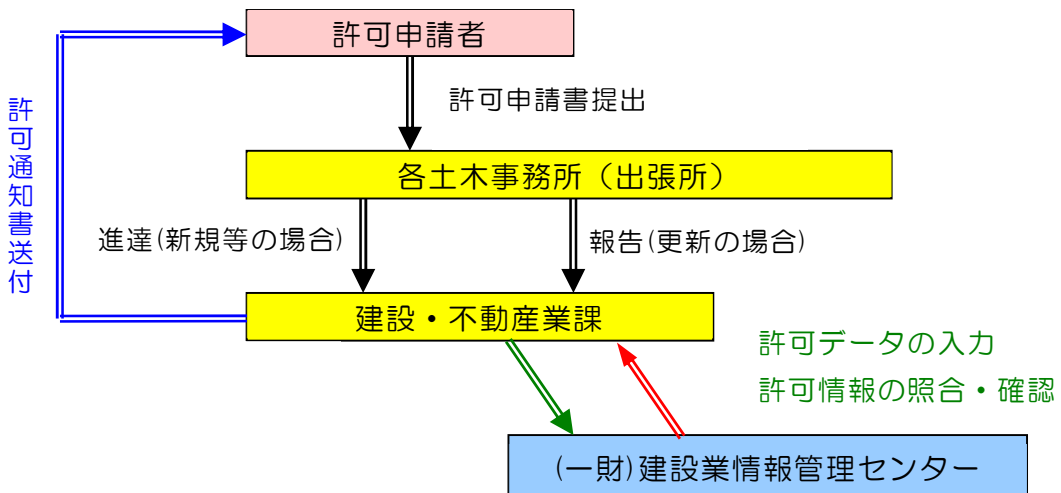 許可申請者
許可申請書提出
許可通知書送付
各土木事務所（出張所）
進達(新規等の場合)
報告(更新の場合)
建設・不動産業課
許可データの入力
許可情報の照合・確認
(一財)建設業情報管理センター